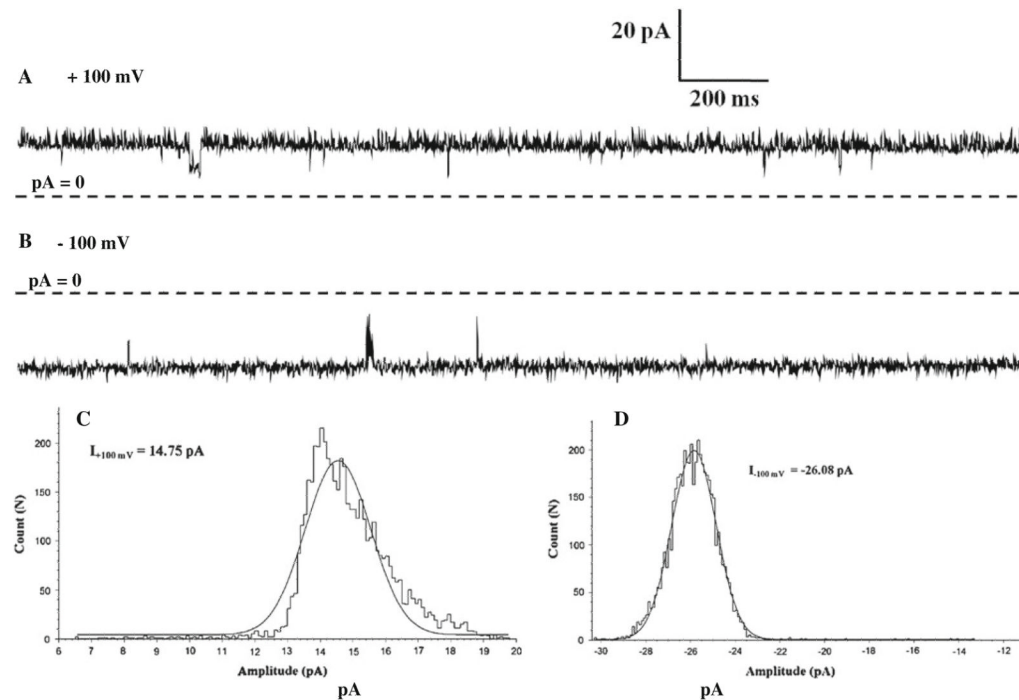 20 pA
200 ms
A + 100 mV
pA = 0
B - 100 mV
pA = 0
C
I+100 mV = 14.75 pA
Count (N)
200
150
100
50
0
6 7 8 9 10 11 12 13 14 15 16 17 18 19 20
Amplitude (pA)
pA
D
I-100 mV = -26.08 pA
Count (N)
200
150
100
50
0
-30 -28 -26 -24 -22 -20 -18 -16 -14 -12
Amplitude (pA)
pA